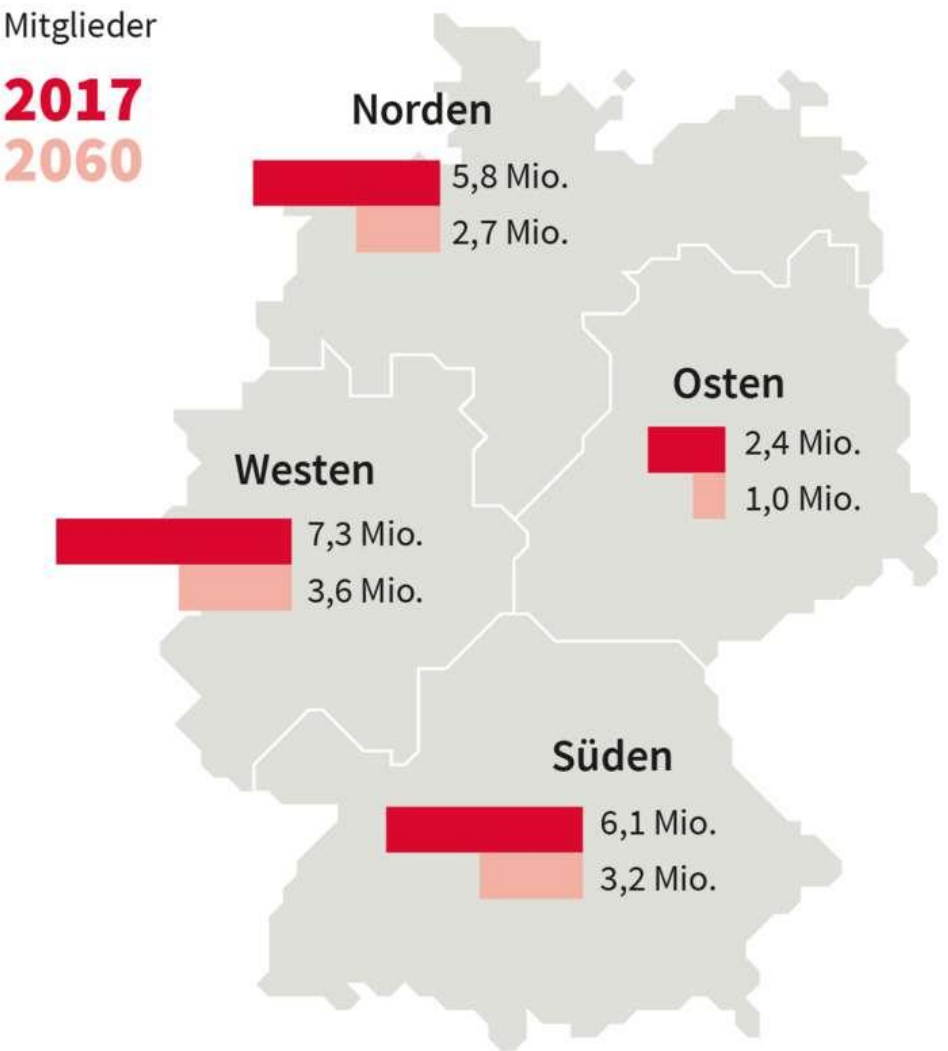 Mitglieder
2017
2060
Norden
5,8 Mio.
2,7 Mio.
Osten
2,4 Mio.
1,0 Mio.
Westen
7,3 Mio.
3,6 Mio.
Süden
6,1 Mio.
3,2 Mio.